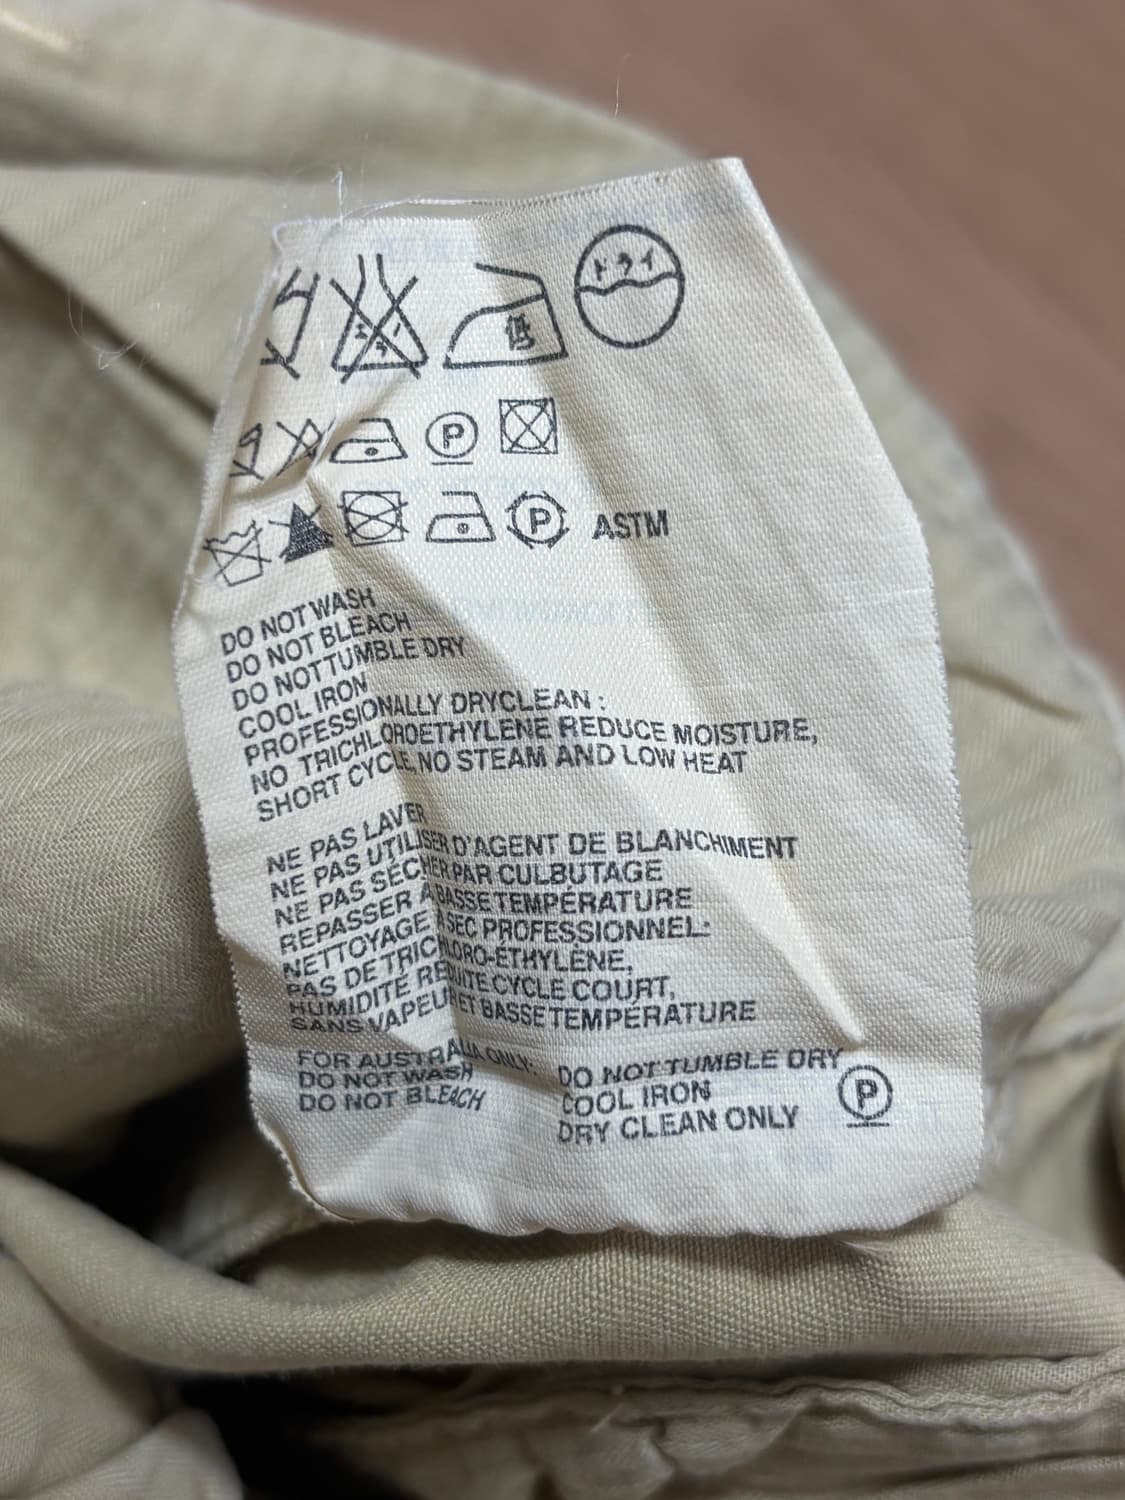 ドライ
低
P
P ASTM
DO NOT WASH
DO NOT BLEACH
DO NOT TUMBLE DRY
COOL IRON
PROFESSIONALLY DRYCLEAN :
NO TRICHLOROETHYLENE REDUCE MOISTURE,
SHORT CYCLE, NO STEAM AND LOW HEAT
NE PAS LAVER
NE PAS UTILISER D'AGENT DE BLANCHIMENT
NE PAS SÉCHER PAR CULBUTAGE
REPASSER À BASSE TEMPÉRATURE
NETTOYAGE À SEC PROFESSIONNEL:
PAS DE TRICHLORO-ÉTHYLÈNE,
HUMIDITÉ RÉDUITE CYCLE COURT,
SANS VAPEUR ET BASSE TEMPÉRATURE
FOR AUSTRALIA ONLY:
DO NOT WASH
DO NOT BLEACH
DO NOT TUMBLE DRY
COOL IRON
DRY CLEAN ONLY
P